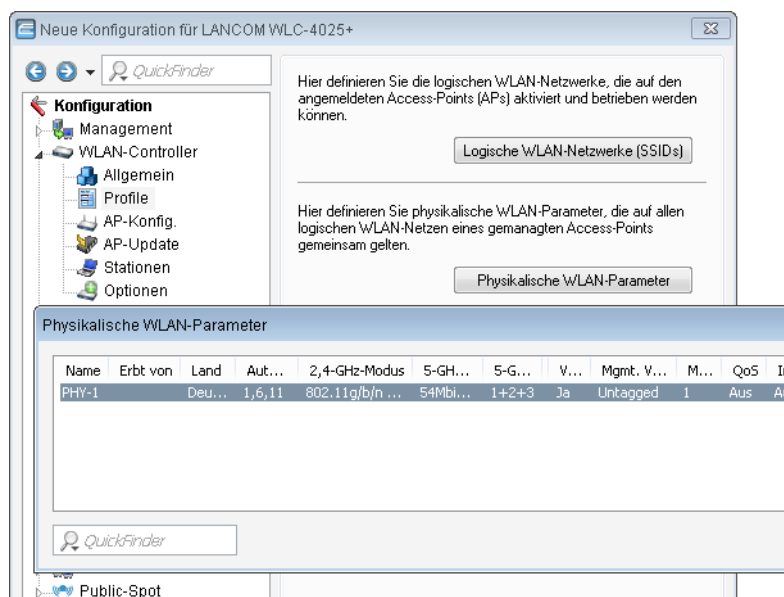 Neue Konfiguration für LANCOM WLC-4025+
QuickFinder
Konfiguration
Management
WLAN-Controller
Allgemein
Profile
AP-Konfig.
AP-Update
Stationen
Optionen
Hier definieren Sie die logischen WLAN-Netzwerke, die auf den
angemeldeten Access-Points (APs) aktiviert und betrieben werden
können.
Logische WLAN-Netzwerke (SSIDs)
Hier definieren Sie physikalische WLAN-Parameter, die auf allen
logischen WLAN-Netzen eines gemanagten Access-Points
gemeinsam gelten.
Physikalische WLAN-Parameter
Physikalische WLAN-Parameter
Name Erbt von Land Aut... 2,4-GHz-Modus 5-GH... 5-G... V... Mgmt. V... M... QoS
PHY-1 Deu... 1,6,11 802.11g/b/n ... 54Mbi... 1+2+3 Ja Untagged 1 Aus
QuickFinder
Public-Spot